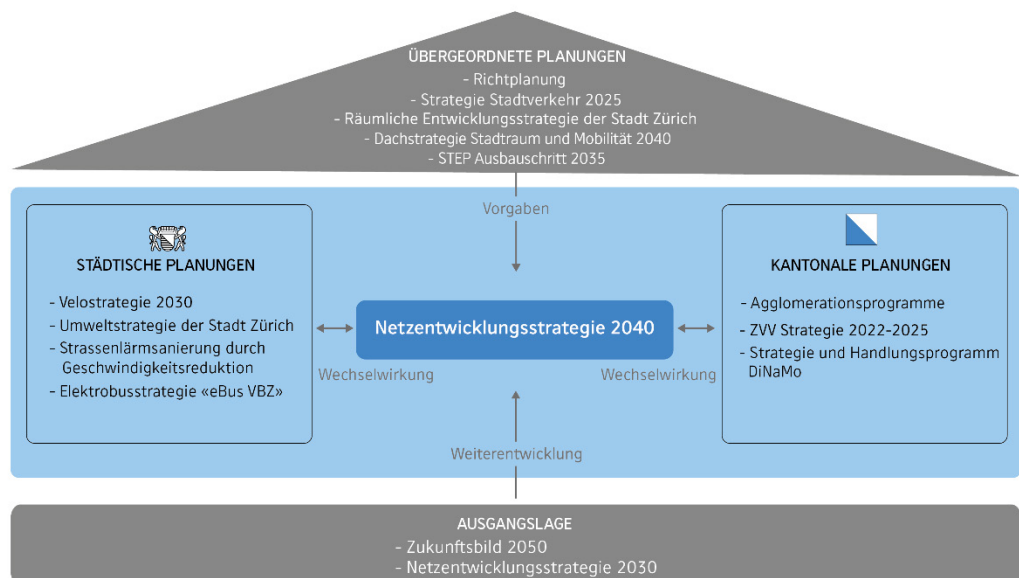 ÜBERGEORDNETE PLANUNGEN
- Richtplanung
- Strategie Stadtverkehr 2025
- Räumliche Entwicklungsstrategie der Stadt Zürich
- Dachstrategie Stadtraum und Mobilität 2040
- STEP Ausbauschritt 2035
Vorgaben
STÄDTISCHE PLANUNGEN
- Velostrategie 2030
- Umweltstrategie der Stadt Zürich
- Strassenlärmsanierung durch
Geschwindigkeitsreduktion
- Elektrobusstrategie «eBus VBZ»
Wechselwirkung
Netzentwicklungsstrategie 2040
Wechselwirkung
KANTONALE PLANUNGEN
- Agglomerationsprogramme
- ZVV Strategie 2022-2025
- Strategie und Handlungsprogramm
DiNaMo
Weiterentwicklung
AUSGANGSLAGE
- Zukunftsbild 2050
- Netzentwicklungsstrategie 2030